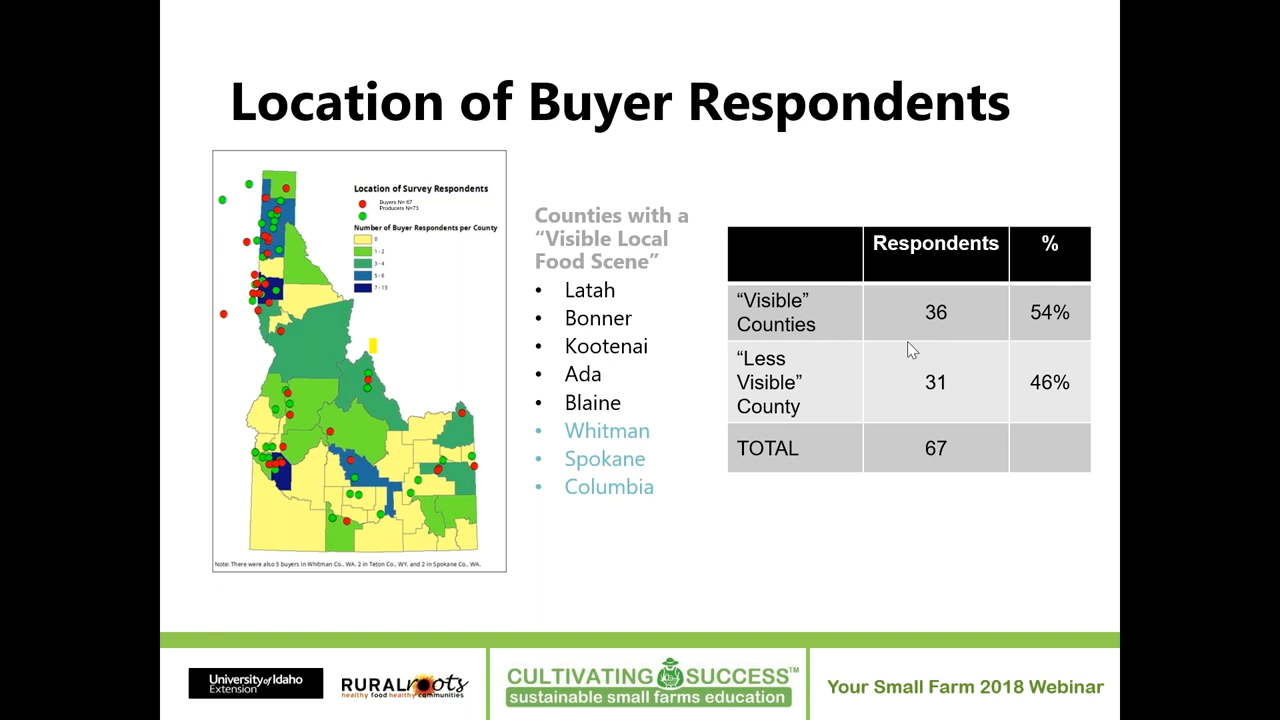 Location of Buyer Respondents
Location of Survey Respondents
Buyers N= 67
Producers N=73
Number of Buyer Respondents per County
0
1 - 2
3 - 4
5 - 6
7 - 13
Note: There were also 5 buyers in Whitman Co., WA, 2 in Teton Co., WY, and 2 in Spokane Co., WA.
Counties with a
“Visible Local
Food Scene”
• Latah
• Bonner
• Kootenai
• Ada
• Blaine
• Whitman
• Spokane
• Columbia
Respondents %
“Visible”
Counties 36 54%
“Less
Visible”
County 31 46%
TOTAL 67
University of Idaho
Extension
RURAL roots
healthy food healthy communities
CULTIVATING SUCCESS™
sustainable small farms education
Your Small Farm 2018 Webinar